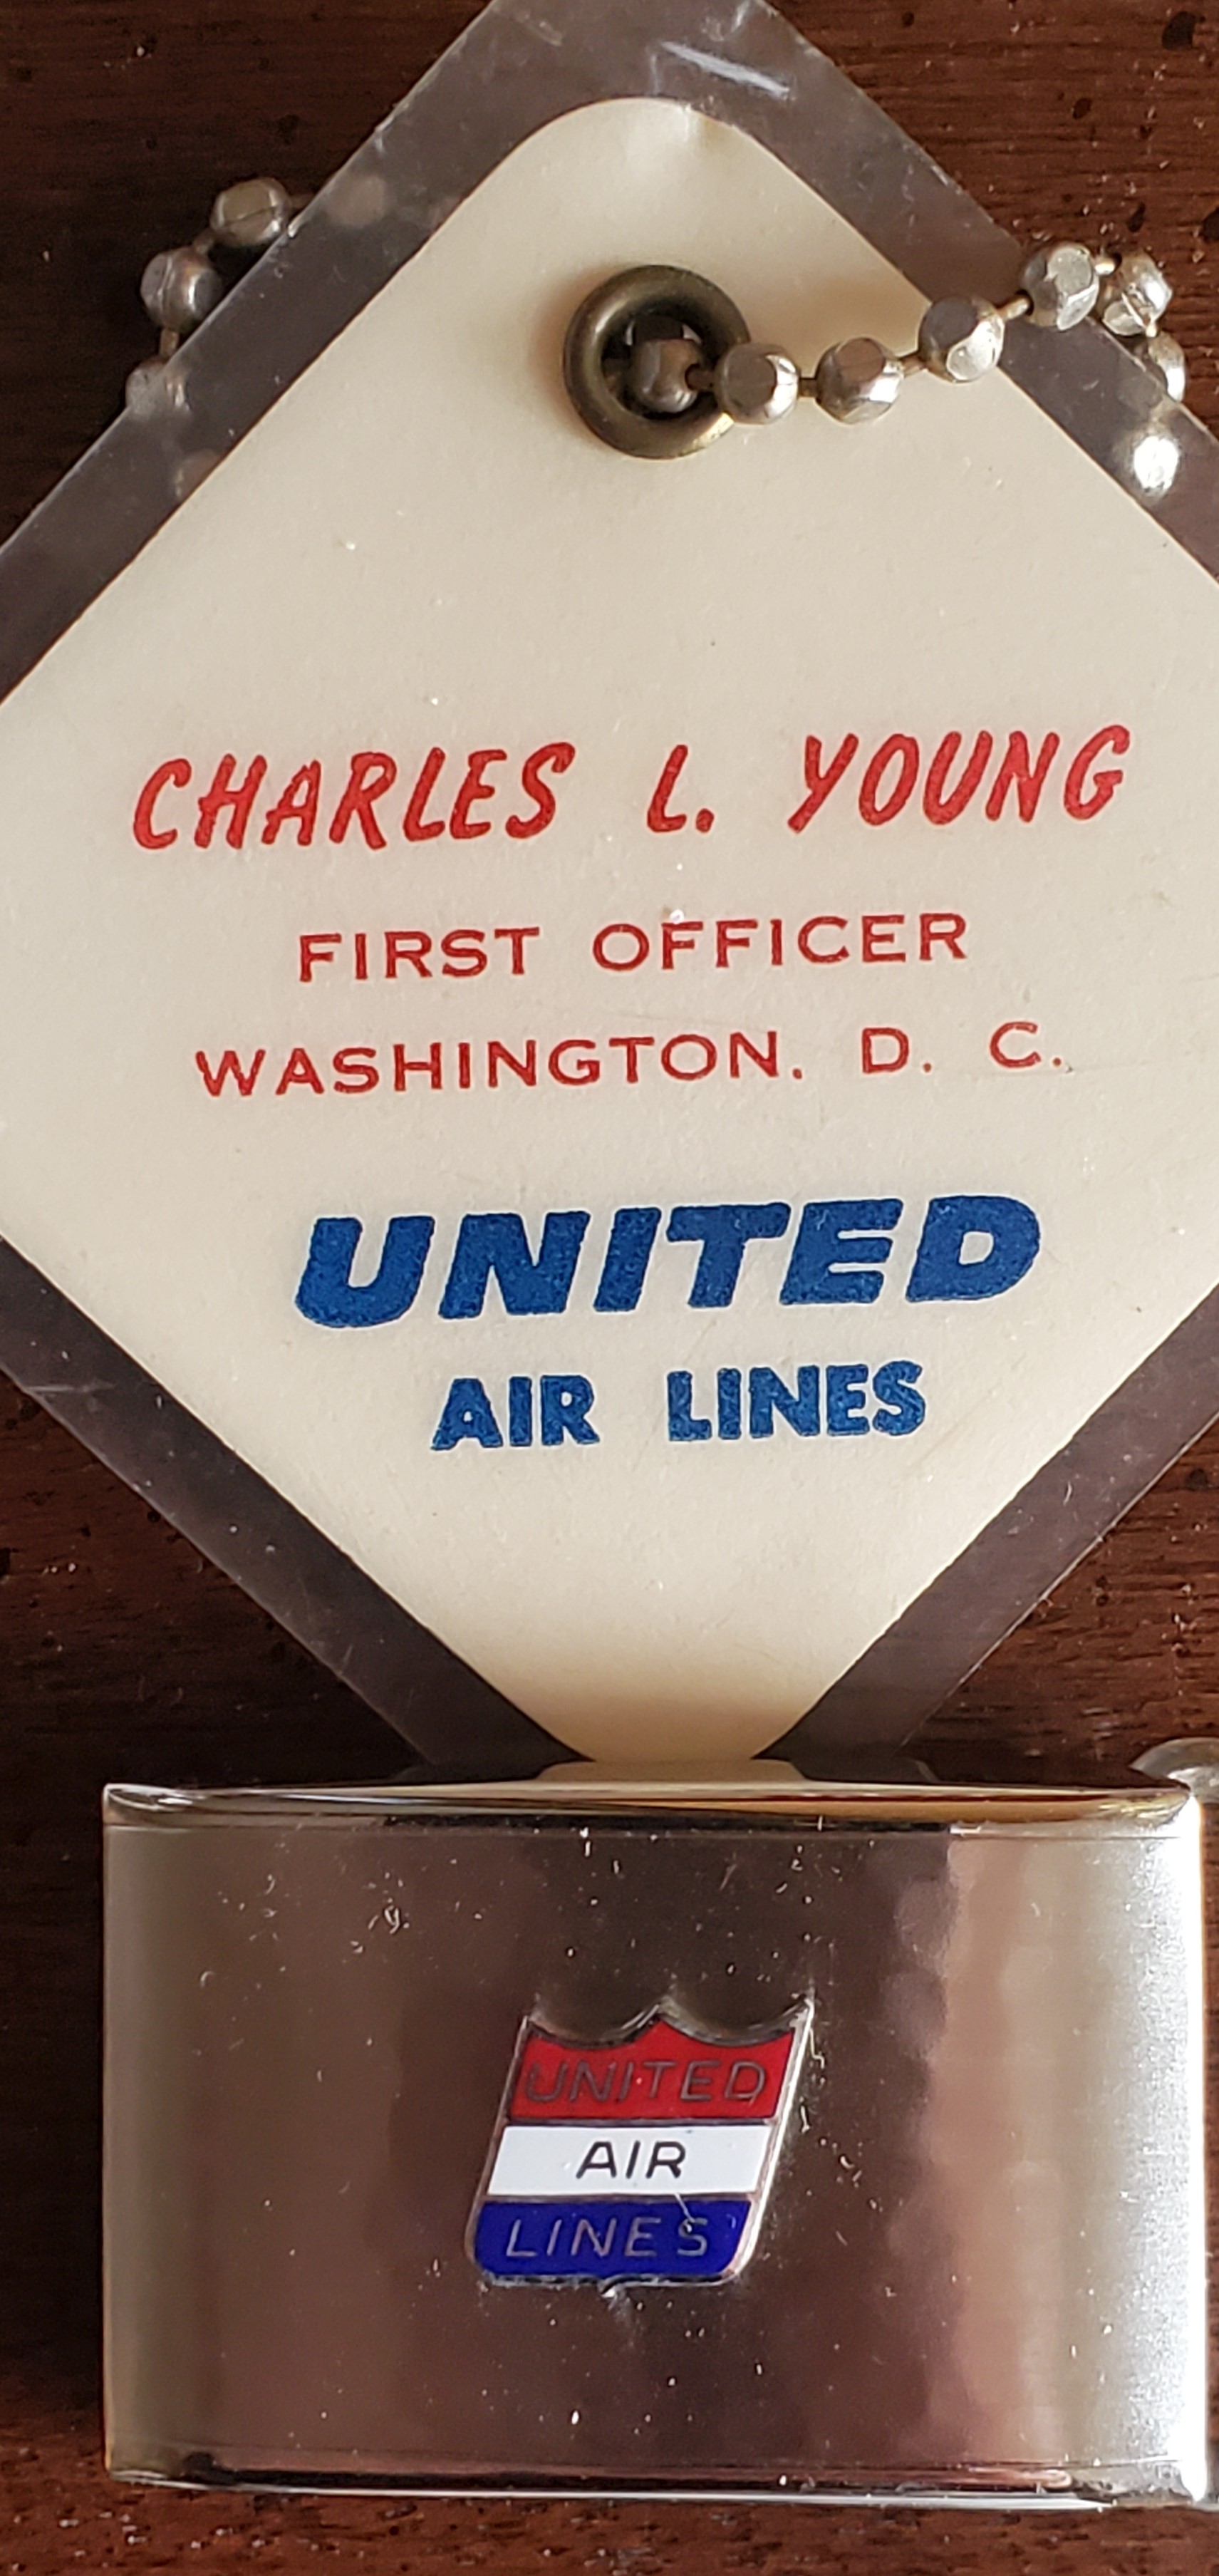 CHARLES L. YOUNG
FIRST OFFICER
WASHINGTON. D. C.
UNITED
AIR LINES
UNITED
AIR
LINES